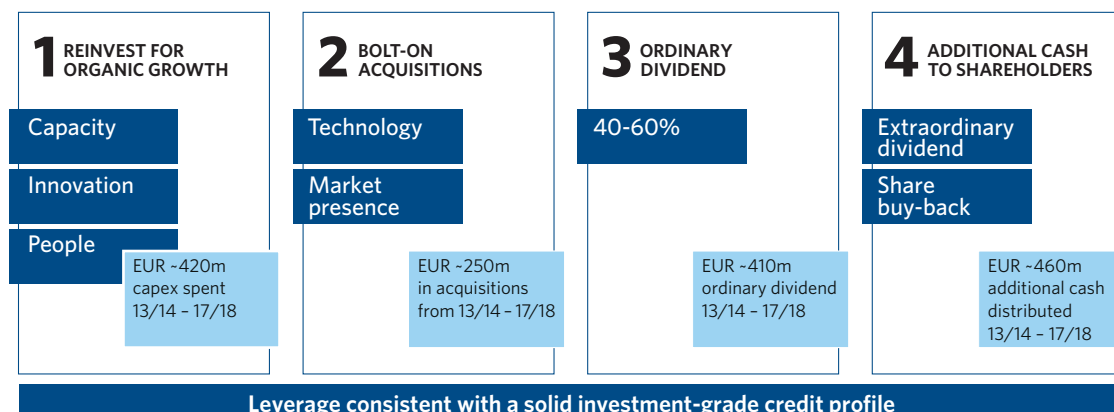 1 REINVEST FOR
ORGANIC GROWTH
Capacity
Innovation
People
EUR ~420m
capex spent
13/14 – 17/18
2 BOLT-ON
ACQUISITIONS
Technology
Market
presence
EUR ~250m
in acquisitions
from 13/14 – 17/18
3 ORDINARY
DIVIDEND
40-60%
EUR ~410m
ordinary dividend
13/14 – 17/18
4 ADDITIONAL CASH
TO SHAREHOLDERS
Extraordinary
dividend
Share
buy-back
EUR ~460m
additional cash
distributed
13/14 – 17/18
Leverage consistent with a solid investment-grade credit profile